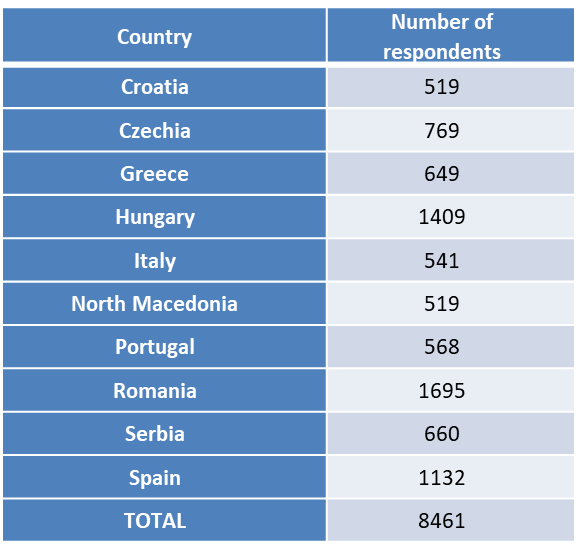 Country Number of respondents
Croatia 519
Czechia 769
Greece 649
Hungary 1409
Italy 541
North Macedonia 519
Portugal 568
Romania 1695
Serbia 660
Spain 1132
TOTAL 8461